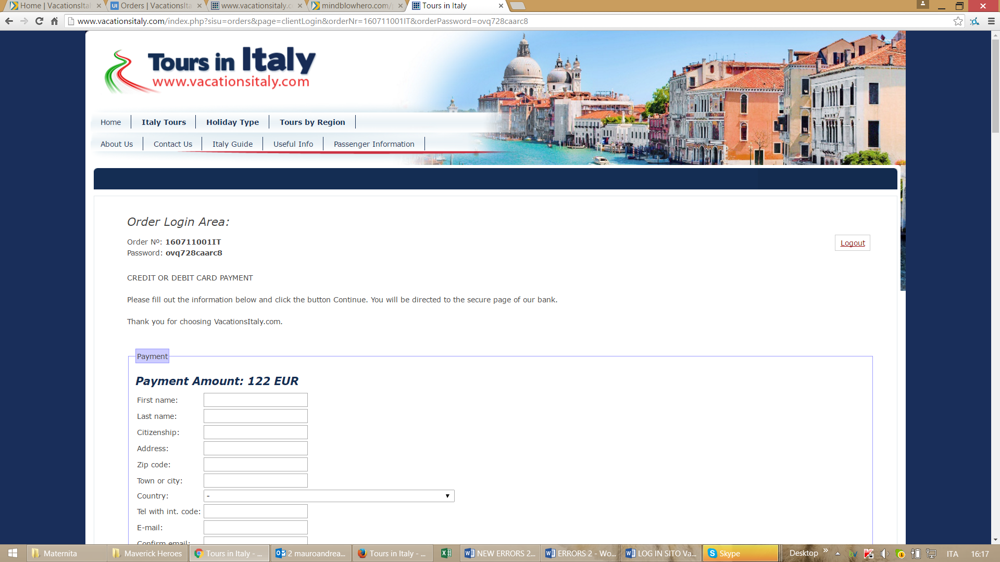 Home | VacationsItal
Orders | VacationsIta
www.vacationsitaly.c
mindblowhero.com/
Tours in Italy
www.vacationsitaly.com/index.php?sisu=orders&page=clientLogin&orderNr=160711001IT&orderPassword=ovq728caarc8
Tours in Italy
www.vacationsitaly.com
Home
Italy Tours
Holiday Type
Tours by Region
About Us
Contact Us
Italy Guide
Useful Info
Passenger Information
Order Login Area:
Order Nº: 160711001IT
Logout
Password: ovq728caarc8
CREDIT OR DEBIT CARD PAYMENT
Please fill out the information below and click the button Continue. You will be directed to the secure page of our bank.
Thank you for choosing VacationsItaly.com.
Payment
Payment Amount: 122 EUR
First name:
Last name:
Citizenship:
Address:
Zip code:
Town or city:
Country: -
Tel with int. code:
E-mail:
Confirm email:
Maternita
Maverick Heroes
Tours in Italy - ...
2 mauroandrea...
Tours in Italy - ...
NEW ERRORS 2...
ERRORS 2 - Wo...
LOG IN SITO Va...
Skype
Desktop
ITA
16:17